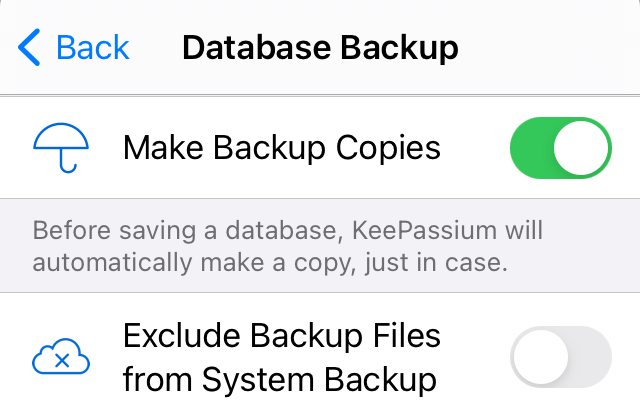 Back
Database Backup
Make Backup Copies
Before saving a database, KeePassium will
automatically make a copy, just in case.
Exclude Backup Files
from System Backup